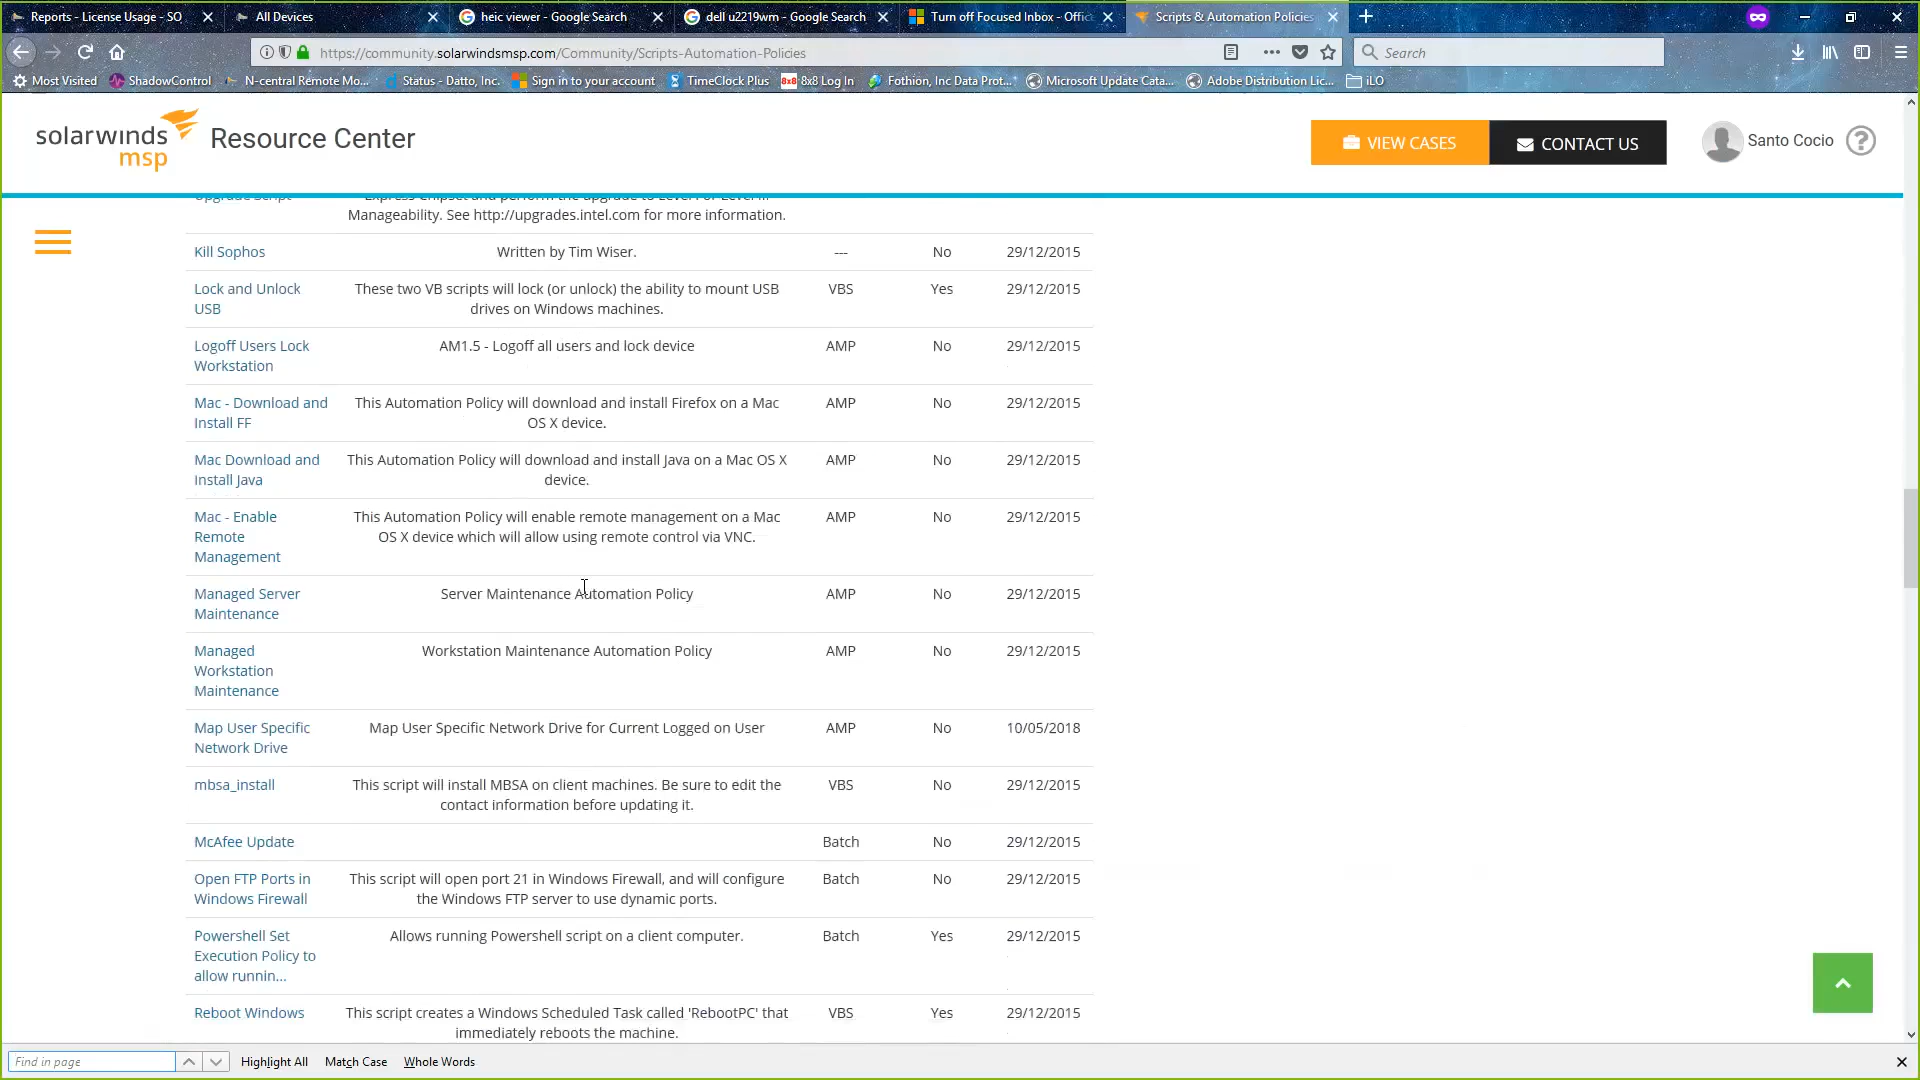 Reports - License Usage - SO
All Devices
heic viewer - Google Search
dell u2219wm - Google Search
Turn off Focused Inbox - Offic
Scripts & Automation Policies
https://community.solarwindsmsp.com/Community/Scripts-Automation-Policies
Search
Most Visited
ShadowControl
N-central Remote Mo...
Status - Datto, Inc.
Sign in to your account
TimeClock Plus
8x8 8x8 Log In
Fothion, Inc Data Prot...
Microsoft Update Cata...
Adobe Distribution Lic...
iLO
solarwinds
msp
Resource Center
VIEW CASES
CONTACT US
Santo Cocio
?
Manageability. See http://upgrades.intel.com for more information.
Kill Sophos Written by Tim Wiser. --- No 29/12/2015
Lock and Unlock These two VB scripts will lock (or unlock) the ability to mount USB VBS Yes 29/12/2015
USB drives on Windows machines.
Logoff Users Lock AM1.5 - Logoff all users and lock device AMP No 29/12/2015
Workstation
Mac - Download and This Automation Policy will download and install Firefox on a Mac AMP No 29/12/2015
Install FF OS X device.
Mac Download and This Automation Policy will download and install Java on a Mac OS X AMP No 29/12/2015
Install Java device.
Mac - Enable This Automation Policy will enable remote management on a Mac AMP No 29/12/2015
Remote OS X device which will allow using remote control via VNC.
Management
Managed Server Server Maintenance Automation Policy AMP No 29/12/2015
Maintenance
Managed Workstation Maintenance Automation Policy AMP No 29/12/2015
Workstation
Maintenance
Map User Specific Map User Specific Network Drive for Current Logged on User AMP No 10/05/2018
Network Drive
mbsa_install This script will install MBSA on client machines. Be sure to edit the VBS No 29/12/2015
contact information before updating it.
McAfee Update Batch No 29/12/2015
Open FTP Ports in This script will open port 21 in Windows Firewall, and will configure Batch No 29/12/2015
Windows Firewall the Windows FTP server to use dynamic ports.
Powershell Set Allows running Powershell script on a client computer. Batch Yes 29/12/2015
Execution Policy to
allow runnin...
Reboot Windows This script creates a Windows Scheduled Task called 'RebootPC' that VBS Yes 29/12/2015
immediately reboots the machine.
Find in page
Highlight All
Match Case
Whole Words